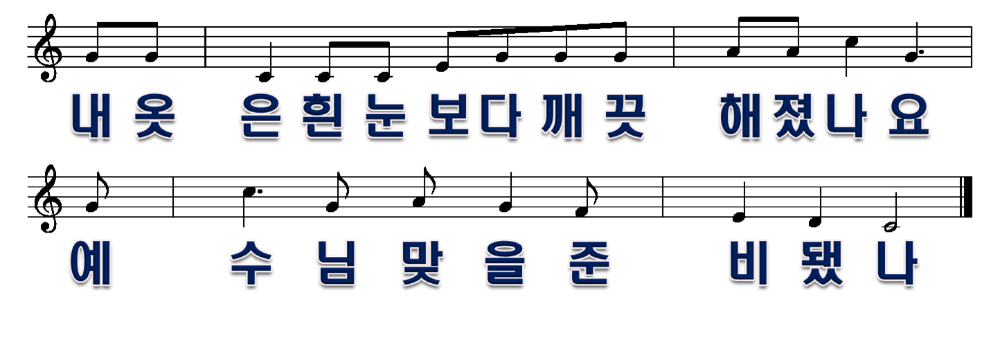 내 옷 은 흰 눈 보 다 깨 끗 해 졌 나 요
예 수 님 맞 을 준 비 됐 나